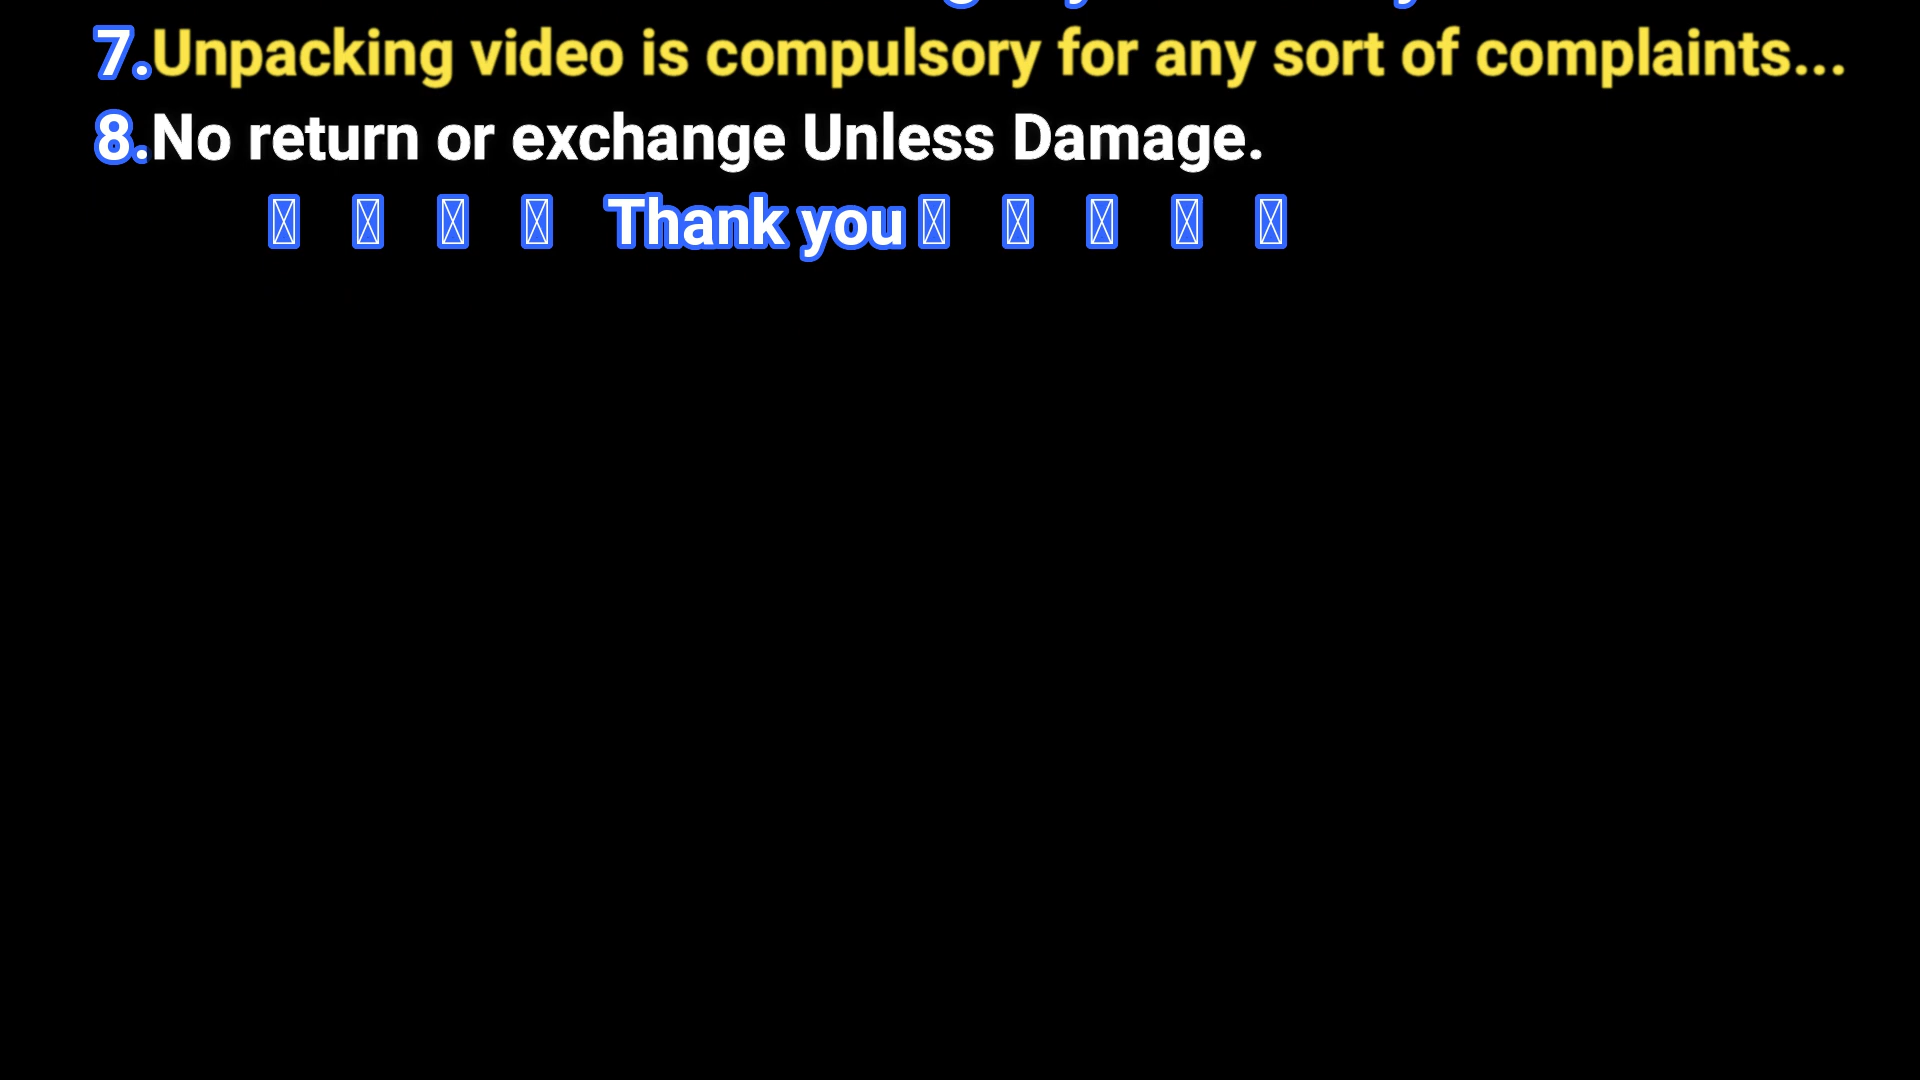 7.Unpacking video is compulsory for any sort of complaints...
8.No return or exchange Unless Damage.
Thank you